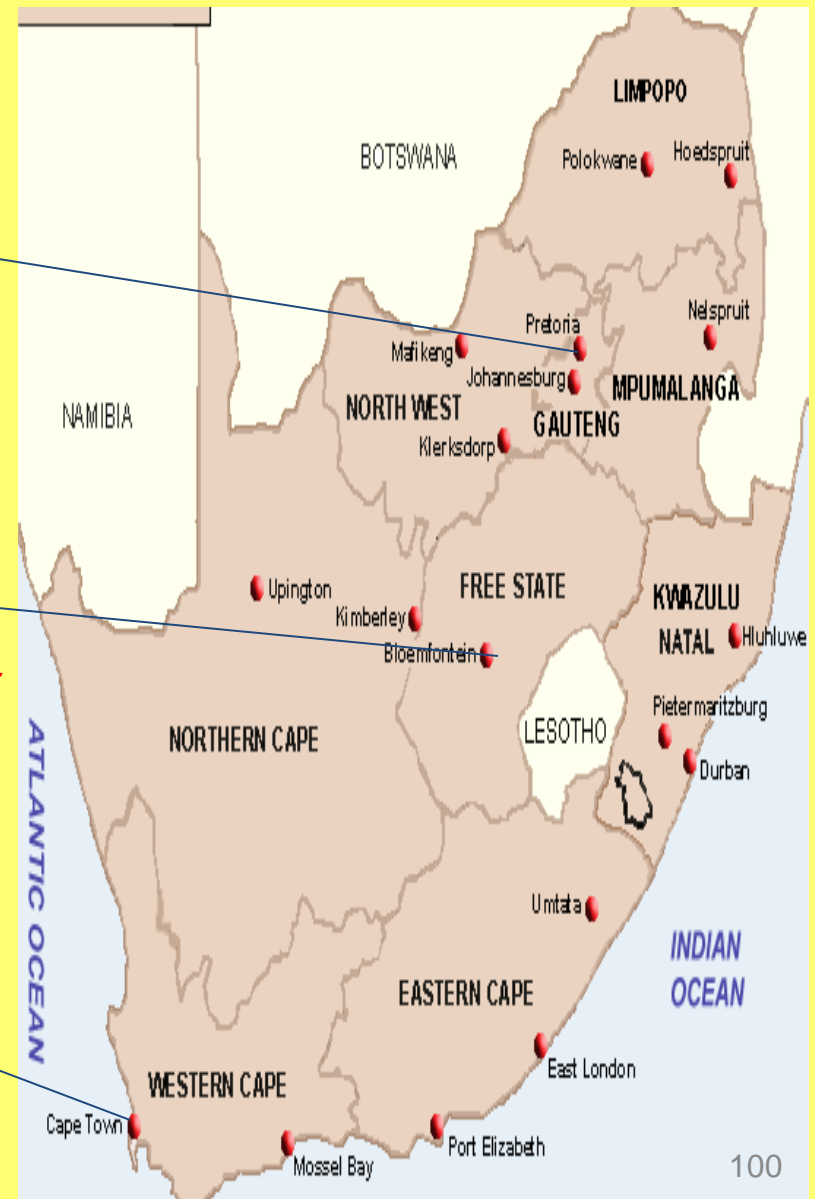 LIMPOPO
BOTSWANA
Polokwane
Hoedspruit
Pretoria
Nelspruit
Mafikeng
Johannesburg
MPUMALANGA
NORTH WEST
NAMIBIA
GAUTENG
Klerksdorp
Upington
FREE STATE
KWAZULU
NATAL
Kimberley
Hluhluwe
Bloemfontein
Pietermaritzburg
LESOTHO
NORTHERN CAPE
Durban
ATLANTIC OCEAN
Umtata
INDIAN
OCEAN
EASTERN CAPE
East London
WESTERN CAPE
Cape Town
Port Elizabeth
Mossel Bay
100